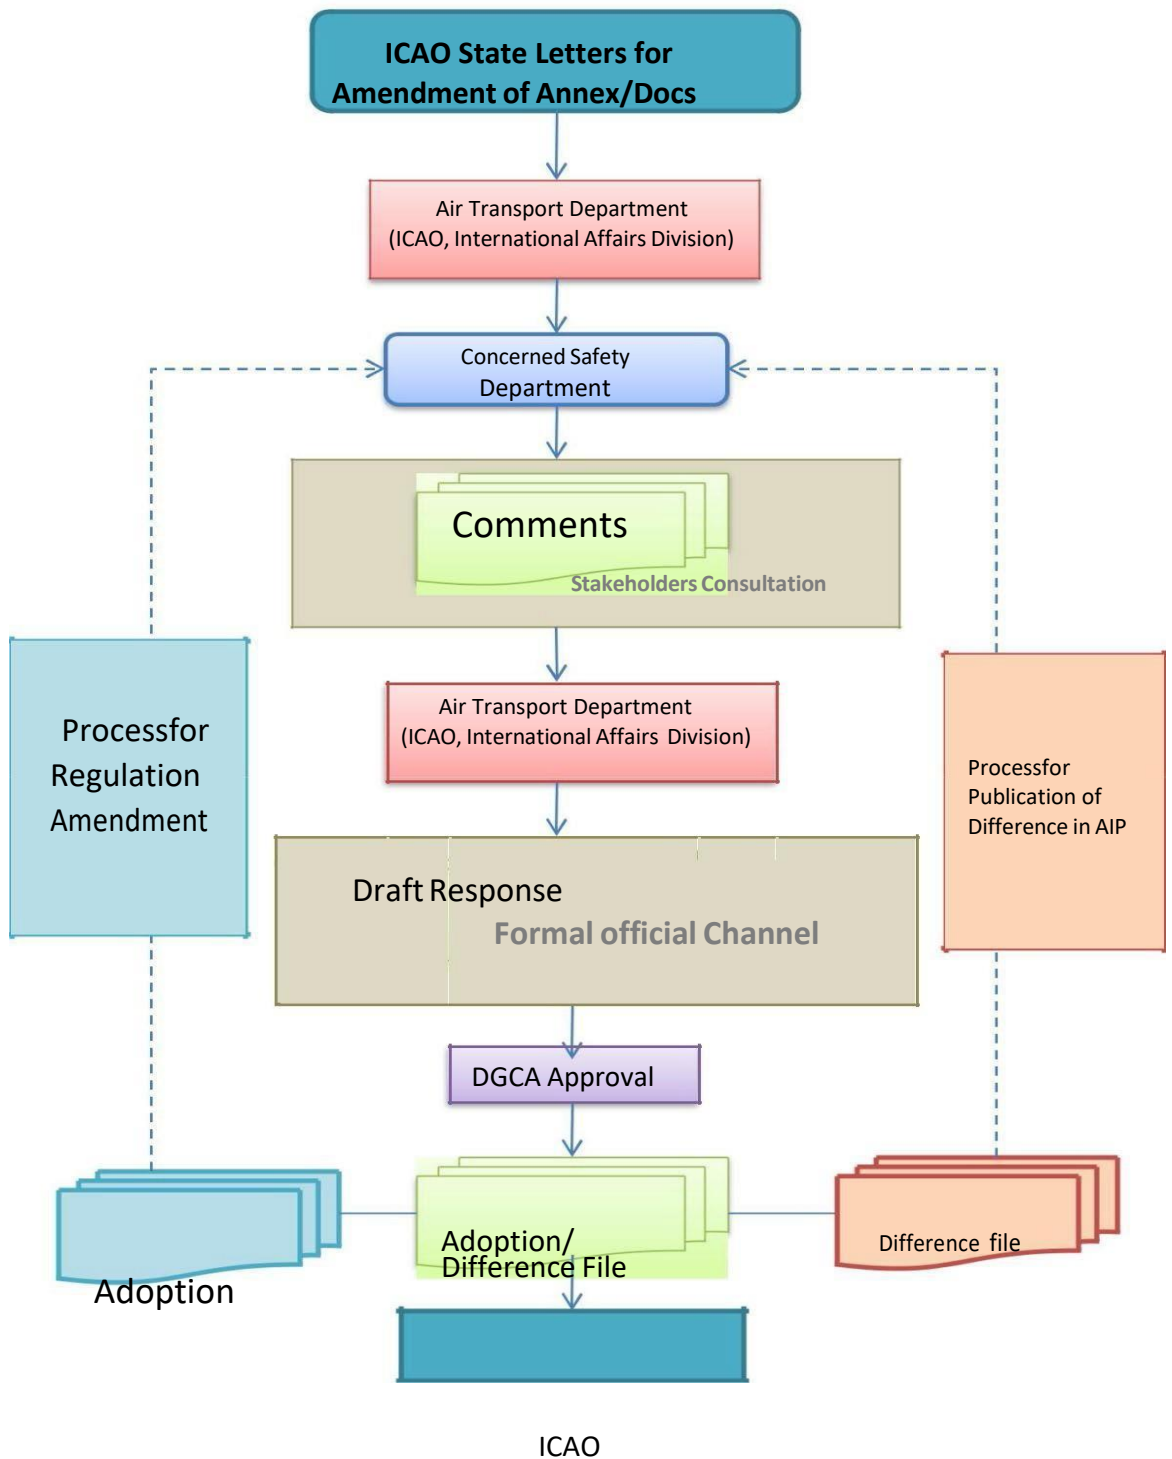 ICAO State Letters for
Amendment of Annex/Docs
Air Transport Department
(ICAO, International Affairs Division)
Concerned Safety
Department
Comments
Stakeholders Consultation
Air Transport Department
(ICAO, International Affairs Division)
Processfor
Regulation
Amendment
Processfor
Publication of
Difference in AIP
Draft Response
Formal official Channel
DGCA Approval
Adoption/
Difference File
Difference file
Adoption
ICAO